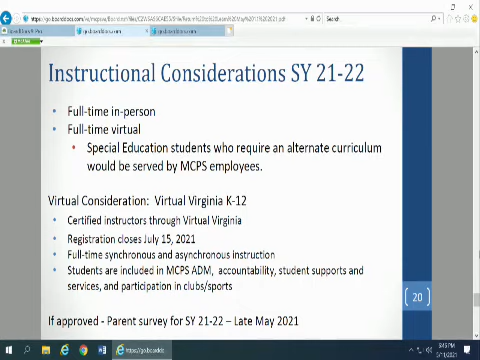 Instructional Considerations SY 21-22
• Full-time in-person
• Full-time virtual
• Special Education students who require an alternate curriculum
would be served by MCPS employees.
Virtual Consideration: Virtual Virginia K-12
• Certified instructors through Virtual Virginia
• Registration closes July 15, 2021
• Full-time synchronous and asynchronous instruction
• Students are included in MCPS ADM, accountability, student supports and
services, and participation in clubs/sports
20
If approved - Parent survey for SY 21-22 – Late May 2021